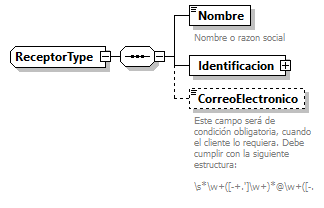 Nombre
Nombre o razon social
ReceptorType
Identificacion
CorreoElectronico
Este campo será de
condición obligatoria, cuando
el cliente lo requiera. Debe
cumplir con la siguiente
estructura:
\s*\w+([-+.']\w+)*@\w+([-.